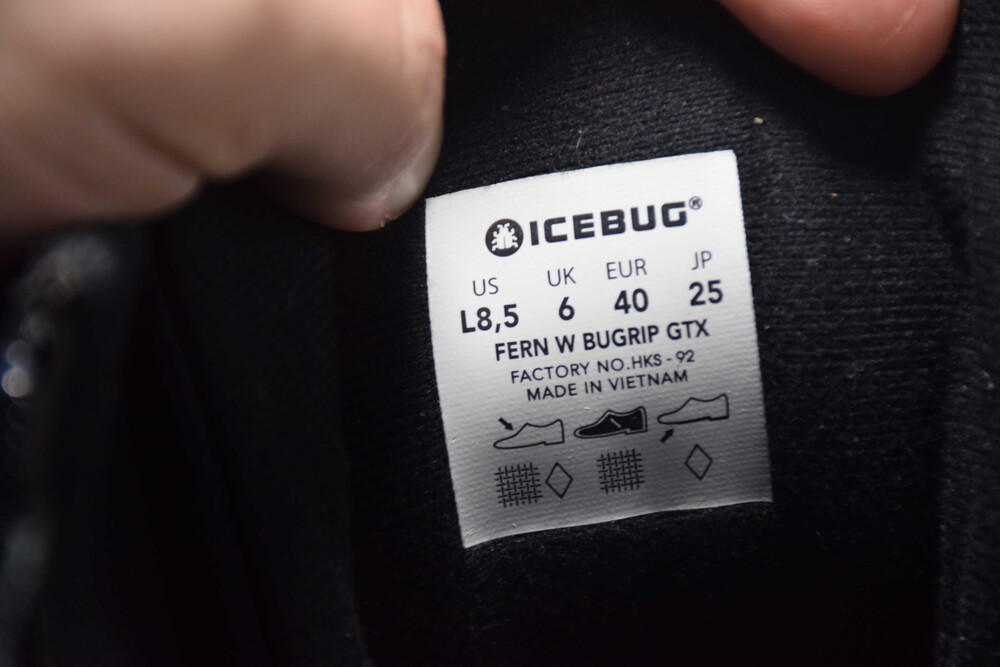 ICEBUG®
US UK EUR JP
L8,5 6 40 25
FERN W BUGRIP GTX
FACTORY NO.HKS - 92
MADE IN VIETNAM